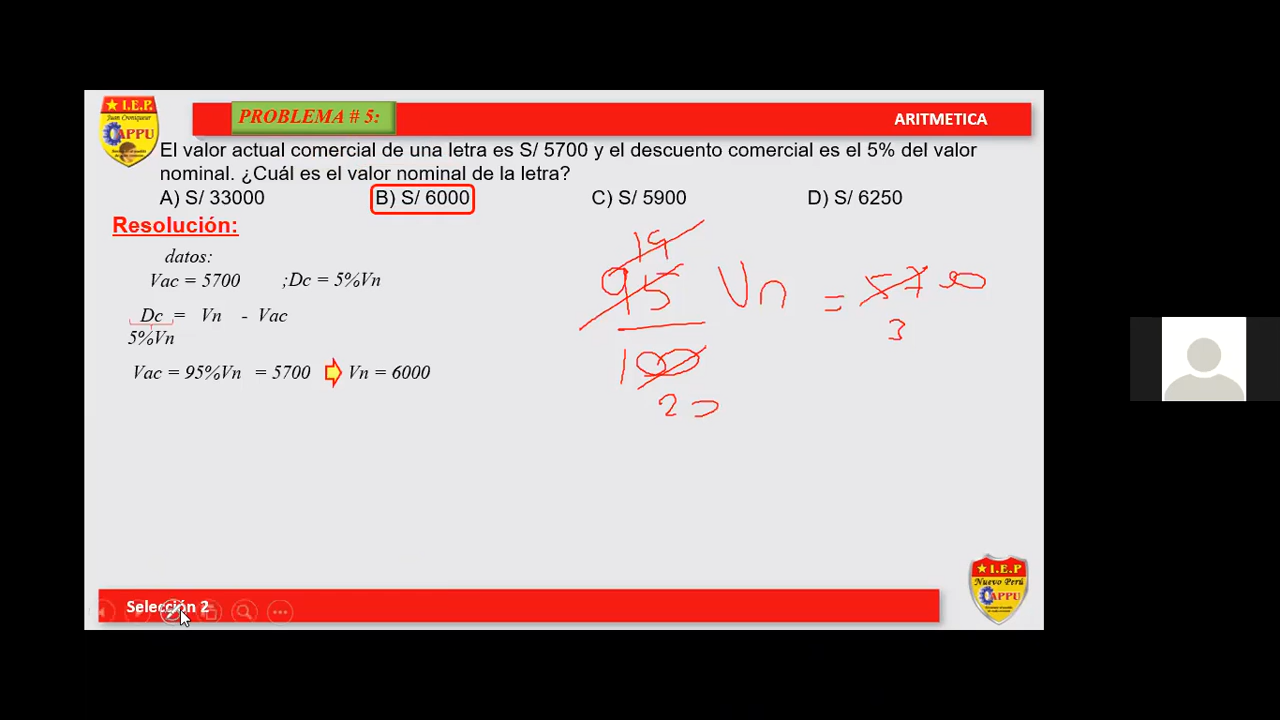 I.E.P.
Juan Croniqueur
APPU
PROBLEMA # 5:
ARITMETICA
El valor actual comercial de una letra es S/ 5700 y el descuento comercial es el 5% del valor
nominal. ¿Cuál es el valor nominal de la letra?
A) S/ 33000 B) S/ 6000 C) S/ 5900 D) S/ 6250
Resolución:
datos:
Vac = 5700 ;Dc = 5%Vn
Dc = Vn - Vac
5%Vn
Vac = 95%Vn = 5700 Vn = 6000
19
95 Vn = 5700
3
100
20
Selección 2
I.E.P
Nuevo Perú
APPU